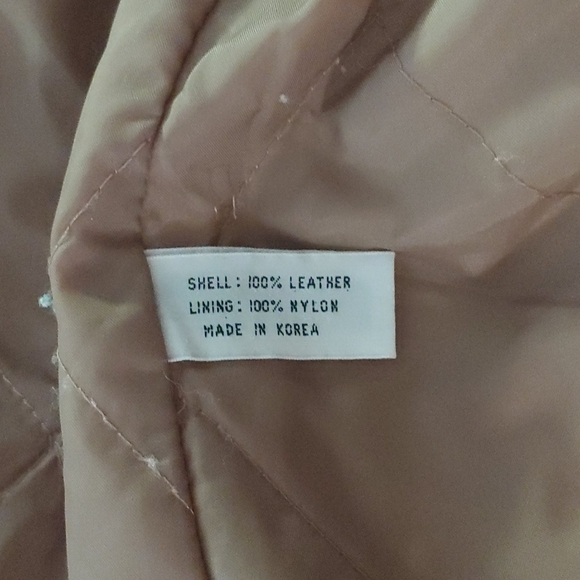 SHELL: 100% LEATHER
LINING: 100% NYLON
MADE IN KOREA